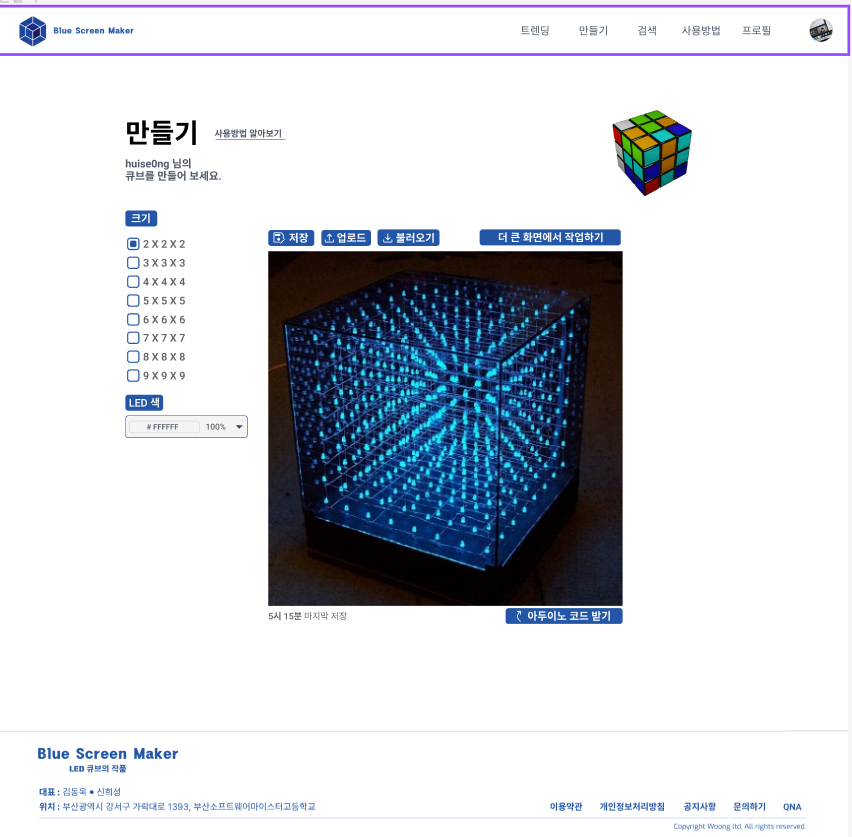 Blue Screen Maker
트렌딩 만들기 검색 사용방법 프로필
만들기 사용방법 알아보기
huise0ng 님의
큐브를 만들어 보세요.
크기
2 X 2 X 2
3 X 3 X 3
4 X 4 X 4
5 X 5 X 5
6 X 6 X 6
7 X 7 X 7
8 X 8 X 8
9 X 9 X 9
LED 색
# FFFFFF 100%
저장 업로드 불러오기 더 큰 화면에서 작업하기
5시 15분 마지막 저장
아두이노 코드 받기
Blue Screen Maker
LED 큐브의 작품
대표 : 김동욱 ● 신희성
위치 : 부산광역시 강서구 가락대로 1393, 부산소프트웨어마이스터고등학교
이용약관 개인정보처리방침 공지사항 문의하기 QNA
Copyright Woong ltd. All rights reserved.